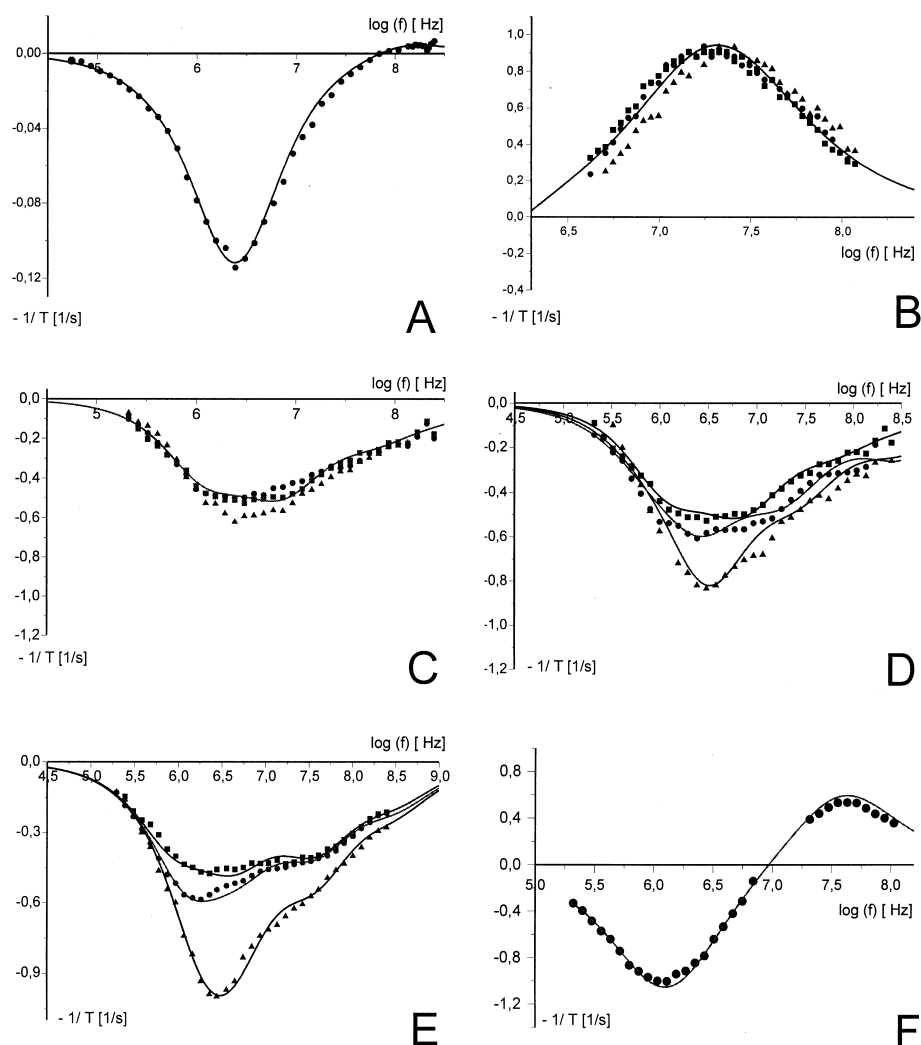 log (f) [ Hz]
0,00
5 6 7 8
-0,04
-0,08
-0,12
- 1/ T [1/s]
A
1,0
0,8
0,6
0,4
0,2
0,0
6,5 7,0 7,5 8,0
log (f) [Hz]
-0,2
-0,4
- 1/ T [1/s]
B
log (f) [ Hz]
0,0
5 6 7 8
-0,2
-0,4
-0,6
-0,8
-1,0
-1,2
- 1/ T [1/s]
C
log (f) [ Hz]
0,0
4,5 5,0 5,5 6,0 6,5 7,0 7,5 8,0 8,5
-0,2
-0,4
-0,6
-0,8
-1,0
-1,2
- 1/ T [1/s]
D
log (f) [ Hz]
0,0
4,5 5,0 5,5 6,0 6,5 7,0 7,5 8,0 8,5 9,0
-0,3
-0,6
-0,9
- 1/ T [1/s]
E
0,8
0,4
0,0
5,0 5,5 6,0 6,5 7,0 7,5 8,0
log (f) [Hz]
-0,4
-0,8
-1,2
- 1/ T [1/s]
F